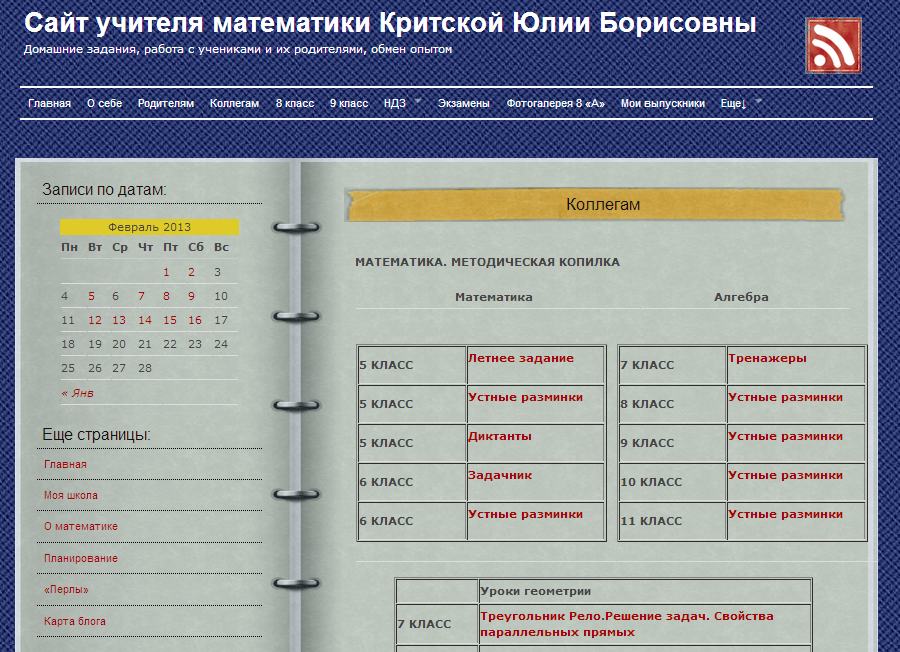 Сайт учителя математики Критской Юлии Борисовны
Домашние задания, работа с учениками и их родителями, обмен опытом
Главная О себе Родителям Коллегам 8 класс 9 класс НДЗ Экзамены Фотогалерея 8 «А» Мои выпускники Еще↓
Записи по датам:
Февраль 2013
Пн Вт Ср Чт Пт Сб Вс
1 2 3
4 5 6 7 8 9 10
11 12 13 14 15 16 17
18 19 20 21 22 23 24
25 26 27 28
« Янв
Еще страницы:
Главная
Моя школа
О математике
Планирование
«Перлы»
Карта блога
Коллегам
МАТЕМАТИКА. МЕТОДИЧЕСКАЯ КОПИЛКА
Математика Алгебра
5 КЛАСС Летнее задание 7 КЛАСС Тренажеры
5 КЛАСС Устные разминки 8 КЛАСС Устные разминки
5 КЛАСС Диктанты 9 КЛАСС Устные разминки
6 КЛАСС Задачник 10 КЛАСС Устные разминки
6 КЛАСС Устные разминки 11 КЛАСС Устные разминки
Уроки геометрии
7 КЛАСС Треугольник Рело.Решение задач. Свойства
параллельных прямых